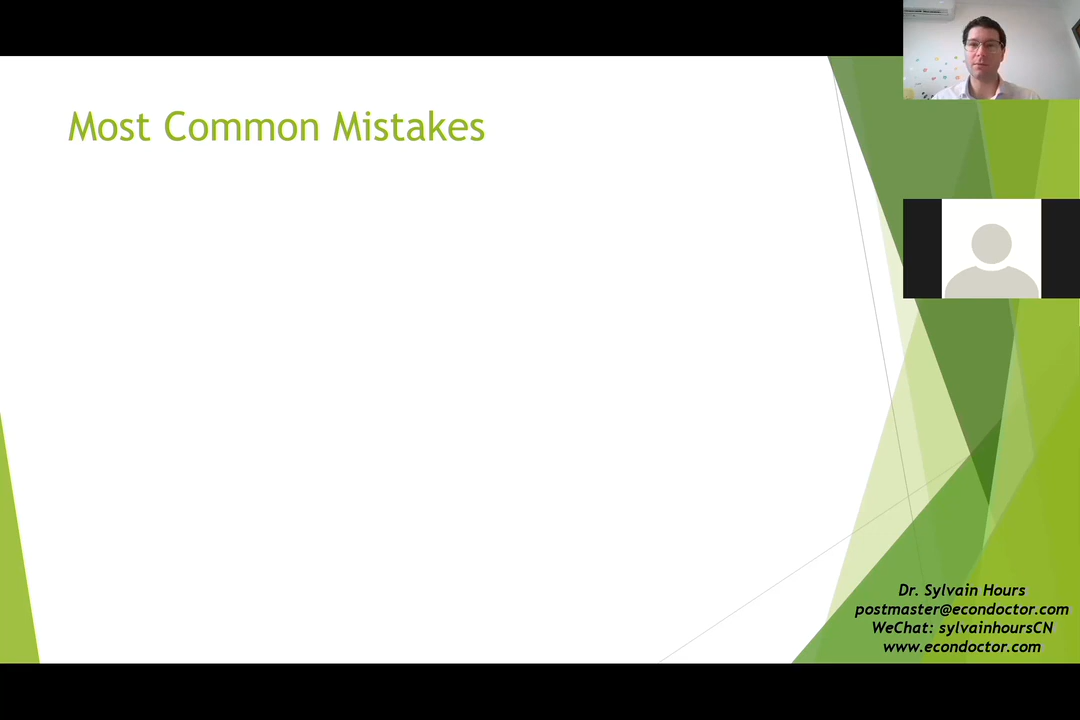 Most Common Mistakes
Dr. Sylvain Hours
postmaster@econdoctor.com
WeChat: sylvainhoursCN
www.econdoctor.com